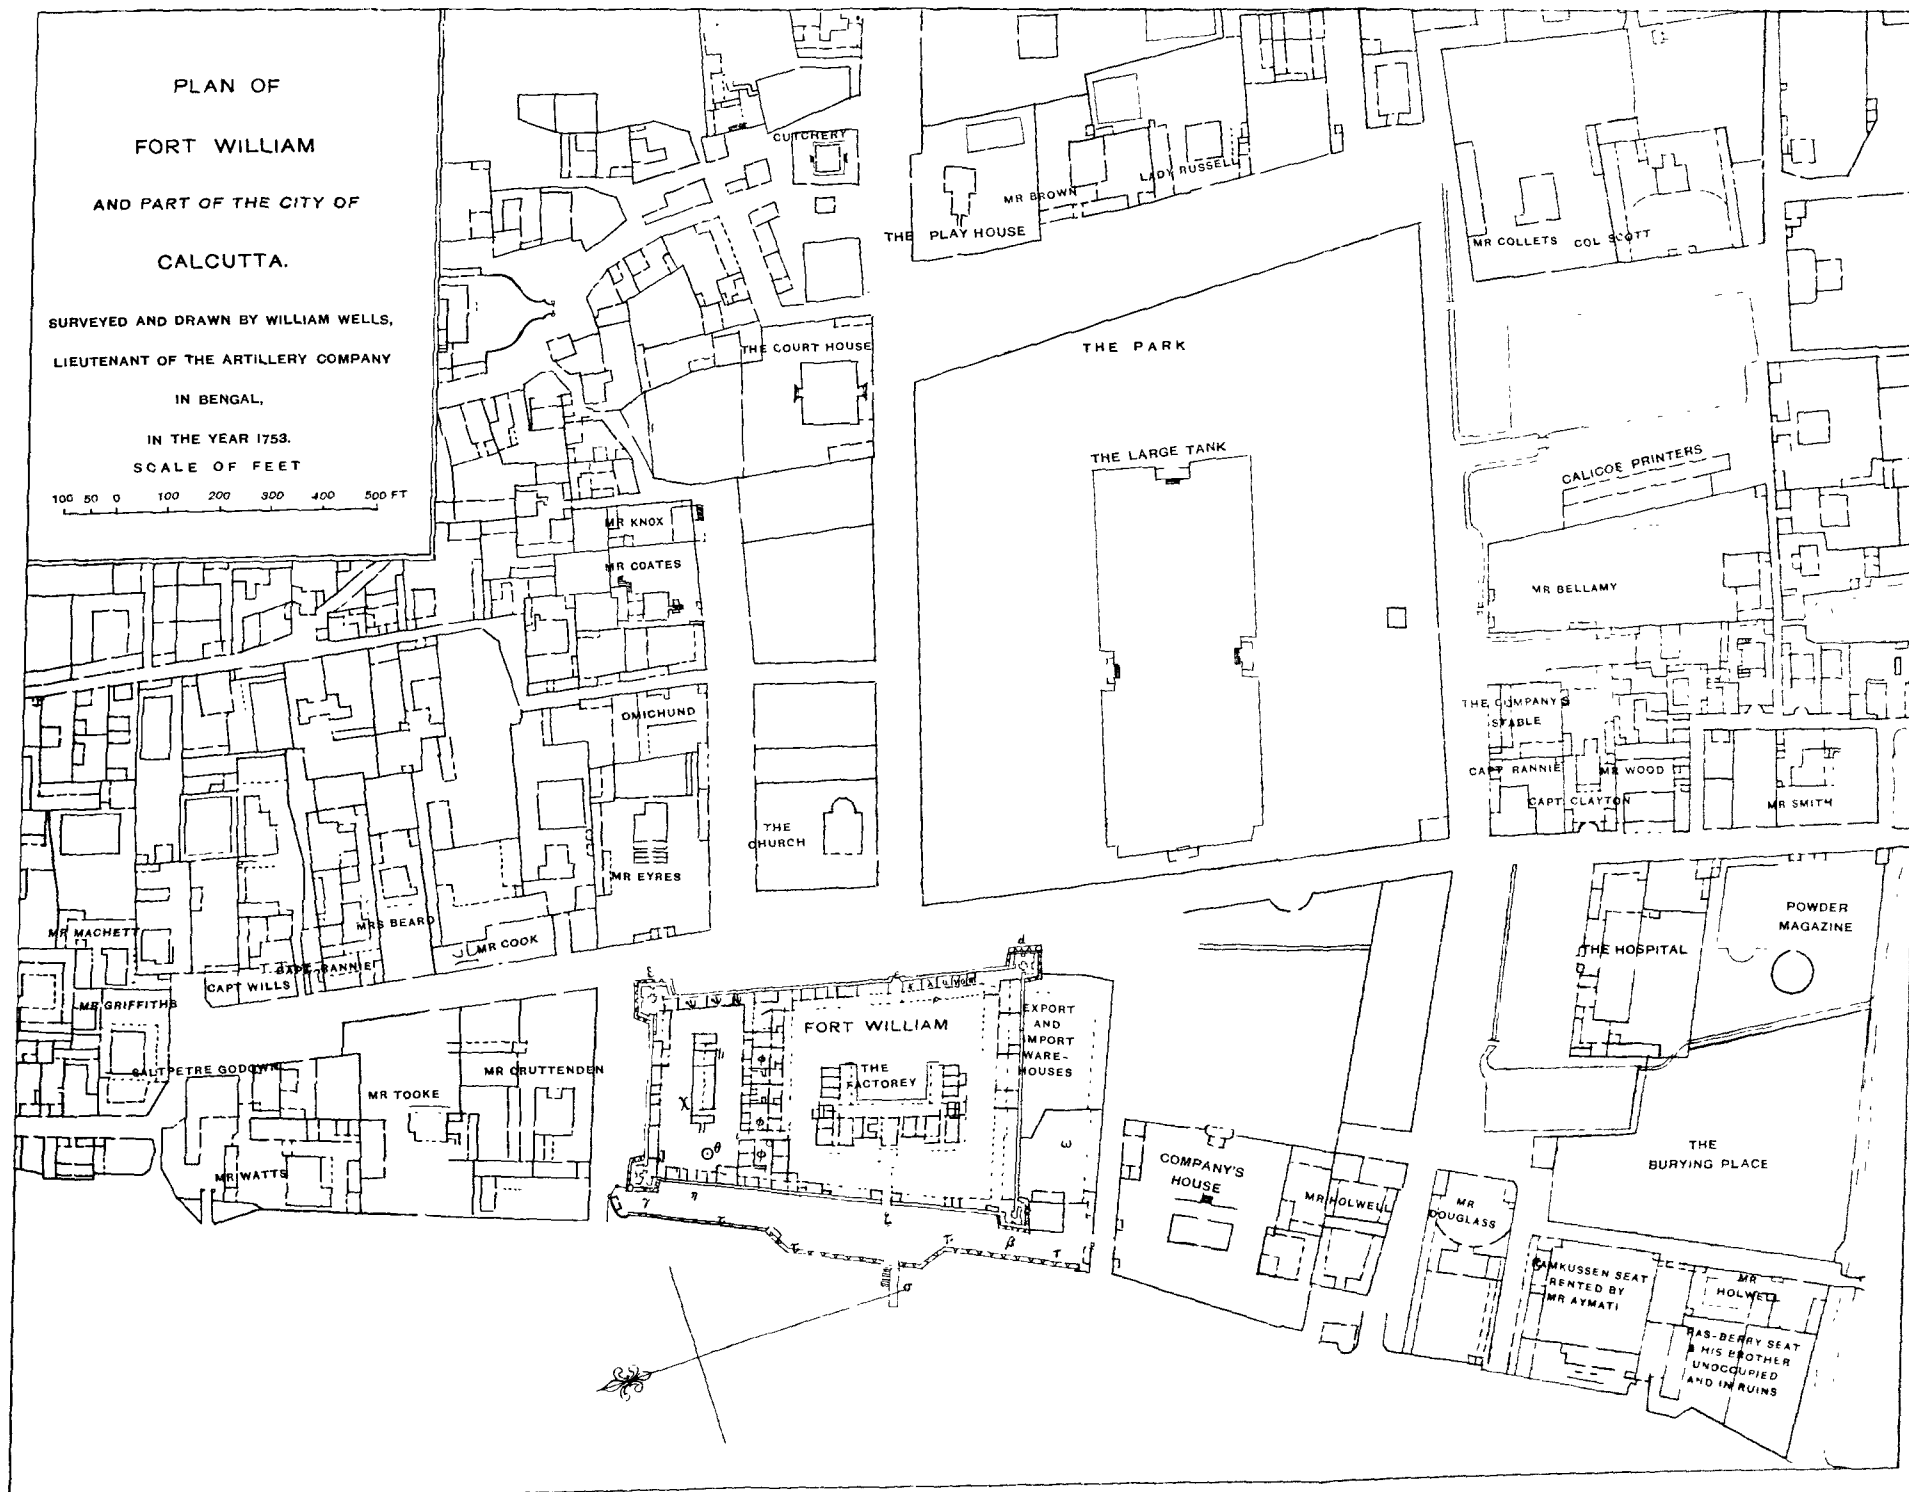 PLAN OF
FORT WILLIAM
AND PART OF THE CITY OF
CALCUTTA.
SURVEYED AND DRAWN BY WILLIAM WELLS,
LIEUTENANT OF THE ARTILLERY COMPANY
IN BENGAL,
IN THE YEAR 1753.
SCALE OF FEET
100 50 0 100 200 300 400 500 FT
CUTCHERY
THE PLAY HOUSE
MR BROWN
LADY RUSSELL
MR COLLETS
COL SCOTT
THE COURT HOUSE
THE PARK
THE LARGE TANK
CALICOE PRINTERS
MR KNOX
MR COATES
MR BELLAMY
OMICHUND
THE COMPANY'S
STABLE
CAPT RANNIE
MR WOOD
CAPT. CLAYTON
MR SMITH
THE
CHURCH
MR EYRES
MRS BEARD
MR COOK
MR MACHETT
CAPT RANNIE
CAPT WILLS
MR GRIFFITHS
POWDER
MAGAZINE
THE HOSPITAL
FORT WILLIAM
EXPORT
AND
IMPORT
WARE-
HOUSES
THE
FACTOREY
SALTPETRE GODOWN
MR TOOKE
MR CRUTTENDEN
MR WATTS
COMPANY'S
HOUSE
MR HOLWELL
MR
DOUGLASS
THE
BURYING PLACE
RAMKUSSEN SEAT
RENTED BY
MR AYMATI
MR
HOLWELL
RAS-BERRY SEAT
& HIS BROTHER
UNOCCUPIED
AND IN RUINS
χ
θ
φ
φ
φ
ω
η
β
σ